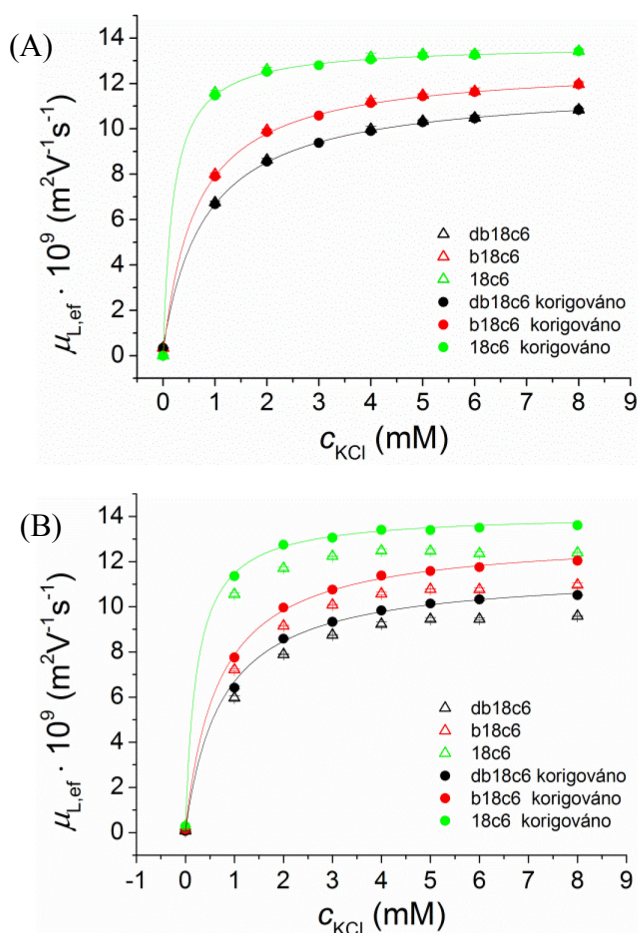 (A)
14
12
10
8
6
4
2
0
μL,ef · 10⁹ (m²V⁻¹s⁻¹)
db18c6
b18c6
18c6
db18c6 korigováno
b18c6 korigováno
18c6 korigováno
0 1 2 3 4 5 6 7 8 9
cKCl (mM)
(B)
16
14
12
10
8
6
4
2
0
μL,ef · 10⁹ (m²V⁻¹s⁻¹)
db18c6
b18c6
18c6
db18c6 korigováno
b18c6 korigováno
18c6 korigováno
-1 0 1 2 3 4 5 6 7 8 9
cKCl (mM)